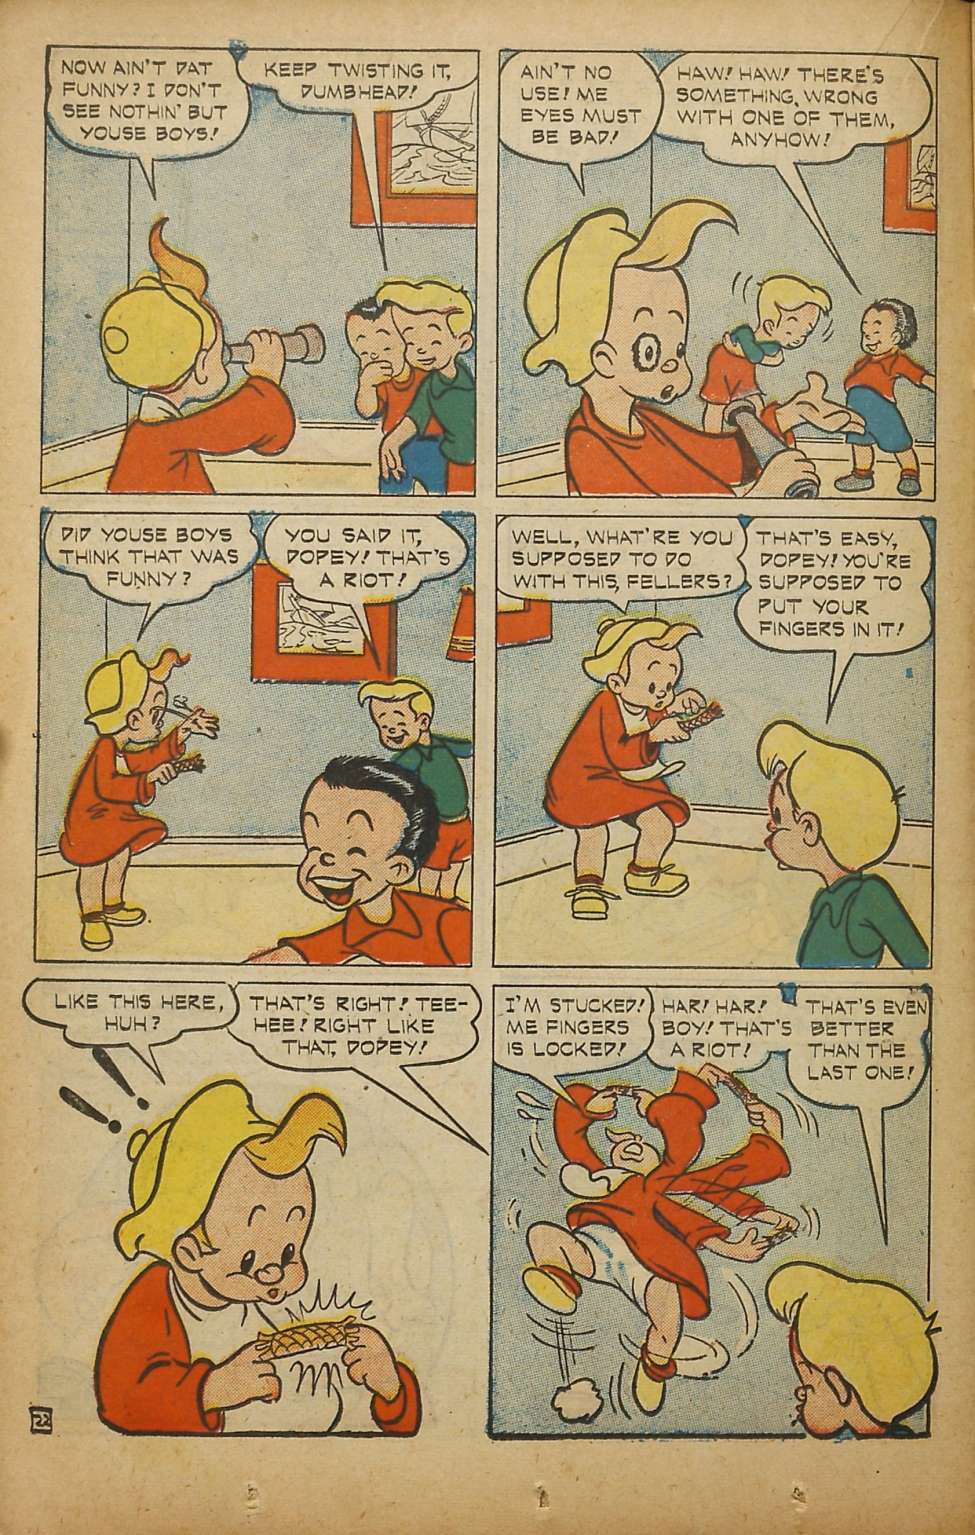 NOW AIN'T DAT
FUNNY? I DON'T
SEE NOTHIN' BUT
YOUSE BOYS!
KEEP TWISTING IT,
DUMBHEAD!
AIN'T NO
USE! ME
EYES MUST
BE BAD!
HAW! HAW! THERE'S
SOMETHING WRONG
WITH ONE OF THEM,
ANYHOW!
DID YOUSE BOYS
THINK THAT WAS
FUNNY?
YOU SAID IT,
DOPEY! THAT'S
A RIOT!
WELL, WHAT'RE YOU
SUPPOSED TO DO
WITH THIS, FELLERS?
THAT'S EASY,
DOPEY! YOU'RE
SUPPOSED TO
PUT YOUR
FINGERS IN IT!
LIKE THIS HERE,
HUH?
THAT'S RIGHT! TEE-
HEE! RIGHT LIKE
THAT, DOPEY!
!!
I'M STUCKED!
ME FINGERS
IS LOCKED!
HAR! HAR!
BOY! THAT'S
A RIOT!
THAT'S EVEN
BETTER
THAN THE
LAST ONE!
22